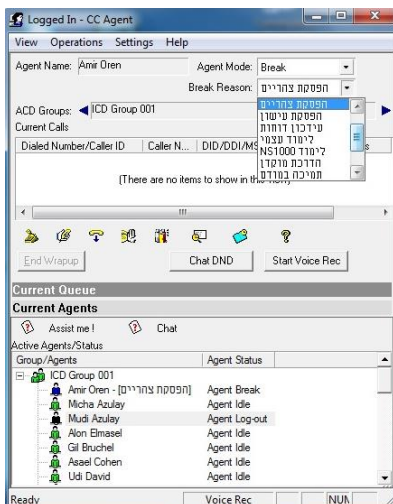 Logged In - CC Agent
View Operations Settings Help
Agent Name: Amir Oren Agent Mode: Break
Break Reason: הפסקת צהריים
ACD Groups: ICD Group 001
Current Calls
Dialed Number/Caller ID Caller N... DID/DDI/MS
(There are no items to show in th
הפסקת צהריים
הפסקת עישון
עידכון דוחות
לימוד עצמי
לימוד NS1000
הדרכת מוקדן
תמיכה במודם
End Wrapup Chat DND Start Voice Rec
Current Queue
Current Agents
Assist me ! Chat
Active Agents/Status
Group/Agents Agent Status
ICD Group 001
Amir Oren - [הפסקת צהריים] Agent Break
Micha Azulay Agent Idle
Mudi Azulay Agent Log-out
Alon Elmasel Agent Idle
Gil Bruchel Agent Idle
Asael Cohen Agent Idle
Udi David Agent Idle
Ready Voice Rec NUM